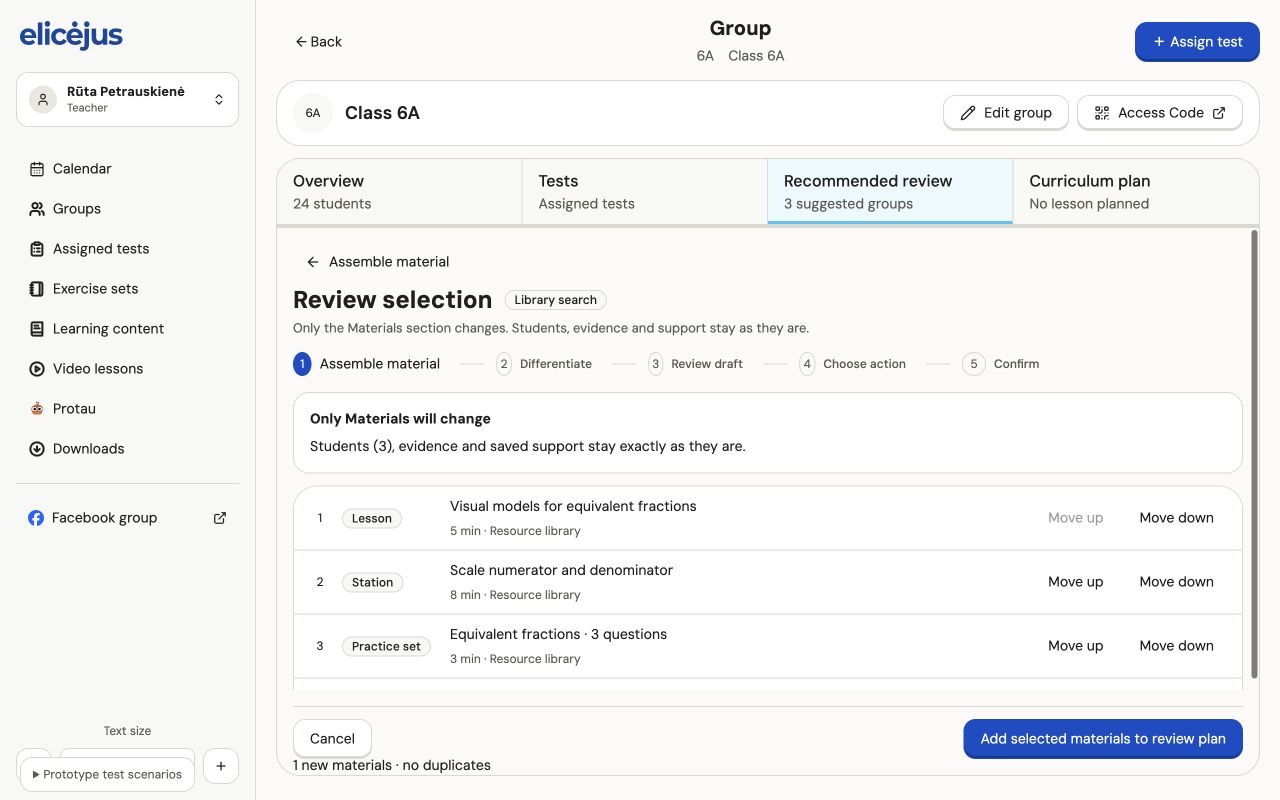 elicėjus
Rūta Petrauskienė
Teacher
Calendar
Groups
Assigned tests
Exercise sets
Learning content
Video lessons
Protau
Downloads
Facebook group
Text size
Prototype test scenarios
+
Back
Group
6A Class 6A
+ Assign test
6A Class 6A
Edit group
Access Code
Overview
24 students
Tests
Assigned tests
Recommended review
3 suggested groups
Curriculum plan
No lesson planned
Assemble material
Review selection Library search
Only the Materials section changes. Students, evidence and support stay as they are.
1 Assemble material 2 Differentiate 3 Review draft 4 Choose action 5 Confirm
Only Materials will change
Students (3), evidence and saved support stay exactly as they are.
1 Lesson Visual models for equivalent fractions Move up Move down
5 min · Resource library
2 Station Scale numerator and denominator Move up Move down
8 min · Resource library
3 Practice set Equivalent fractions · 3 questions Move up Move down
3 min · Resource library
Cancel
Add selected materials to review plan
1 new materials · no duplicates